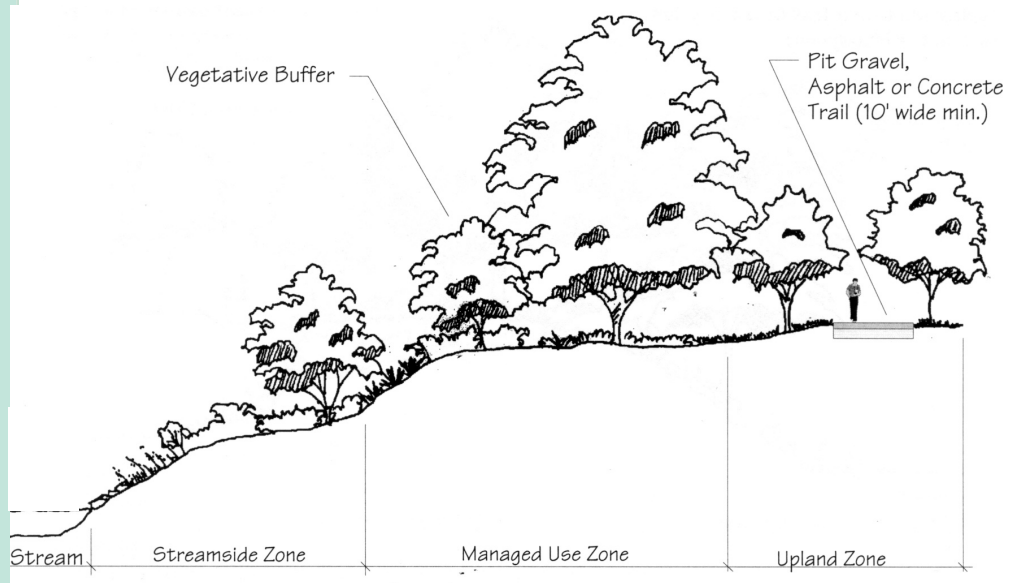 Vegetative Buffer
Pit Gravel,
Asphalt or Concrete
Trail (10' wide min.)
Stream
Streamside Zone
Managed Use Zone
Upland Zone